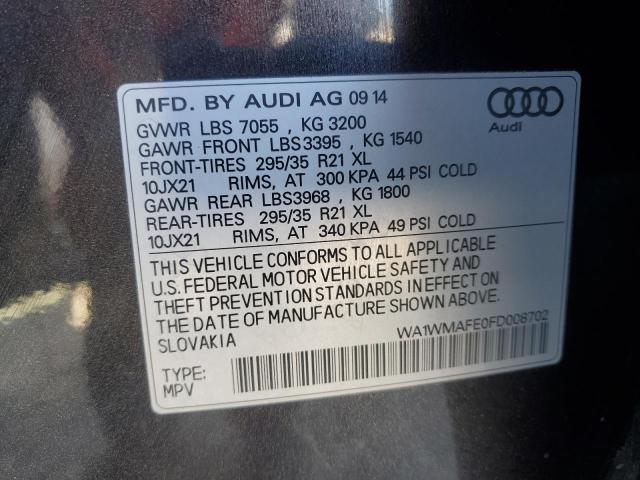 MFD. BY AUDI AG 09 14
GVWR LBS 7055 , KG 3200
GAWR FRONT LBS3395 , KG 1540
FRONT-TIRES 295/35 R21 XL
10JX21 RIMS, AT 300 KPA 44 PSI COLD
GAWR REAR LBS3968 , KG 1800
REAR-TIRES 295/35 R21 XL
10JX21 RIMS, AT 340 KPA 49 PSI COLD
Audi
THIS VEHICLE CONFORMS TO ALL APPLICABLE
U.S. FEDERAL MOTOR VEHICLE SAFETY AND
THEFT PREVENTION STANDARDS IN EFFECT ON
THE DATE OF MANUFACTURE SHOWN ABOVE.
SLOVAKIA
WA1WMAFE0FD008702
TYPE:
MPV